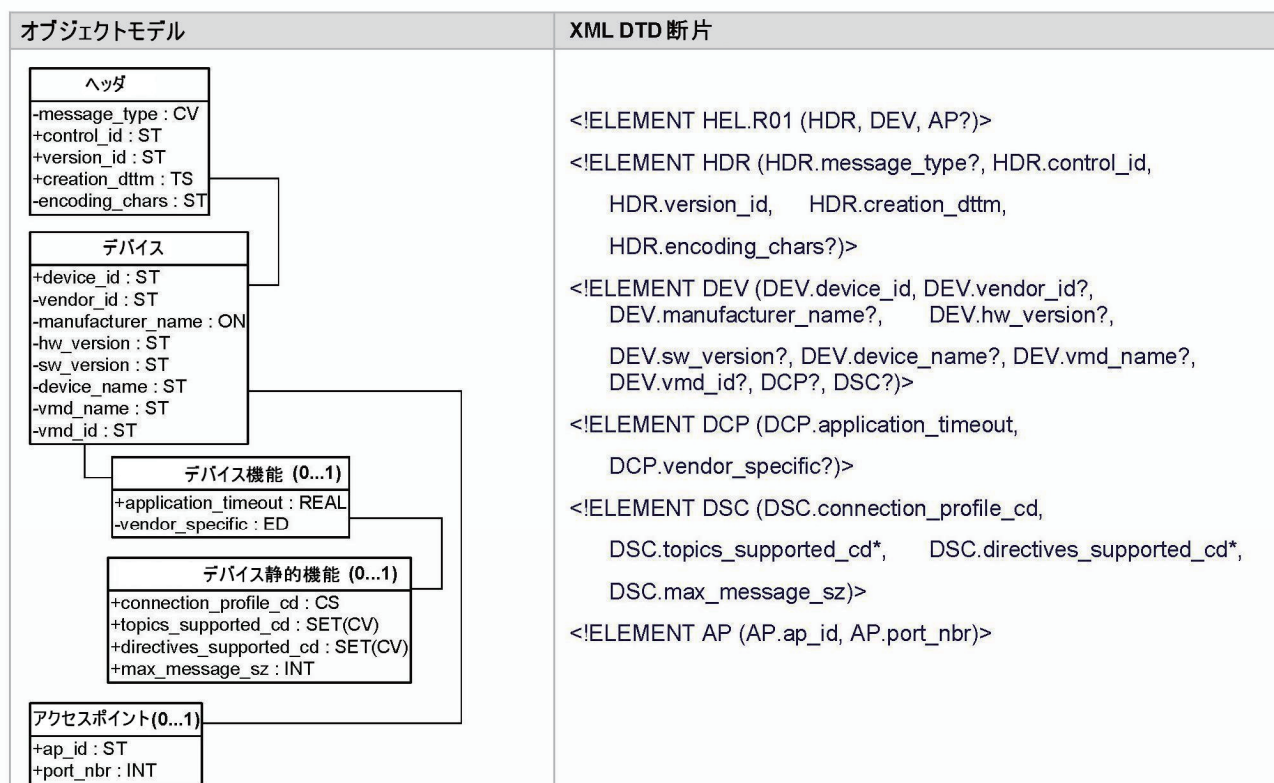 オブジェクトモデル
XML DTD 断片
ヘッダ
-message_type : CV
+control_id : ST
+version_id : ST
+creation_dttm : TS
-encoding_chars : ST
デバイス
+device_id : ST
-vendor_id : ST
-manufacturer_name : ON
-hw_version : ST
-sw_version : ST
-device_name : ST
-vmd_name : ST
-vmd_id : ST
デバイス機能 (0...1)
+application_timeout : REAL
-vendor_specific : ED
デバイス静的機能 (0...1)
+connection_profile_cd : CS
+topics_supported_cd : SET(CV)
+directives_supported_cd : SET(CV)
+max_message_sz : INT
アクセスポイント(0...1)
+ap_id : ST
+port_nbr : INT
<!ELEMENT HEL.R01 (HDR, DEV, AP?)>
<!ELEMENT HDR (HDR.message_type?, HDR.control_id,
HDR.version_id, HDR.creation_dttm,
HDR.encoding_chars?)>
<!ELEMENT DEV (DEV.device_id, DEV.vendor_id?,
DEV.manufacturer_name?, DEV.hw_version?,
DEV.sw_version?, DEV.device_name?, DEV.vmd_name?,
DEV.vmd_id?, DCP?, DSC?)>
<!ELEMENT DCP (DCP.application_timeout,
DCP.vendor_specific?)>
<!ELEMENT DSC (DSC.connection_profile_cd,
DSC.topics_supported_cd*, DSC.directives_supported_cd*,
DSC.max_message_sz)>
<!ELEMENT AP (AP.ap_id, AP.port_nbr)>